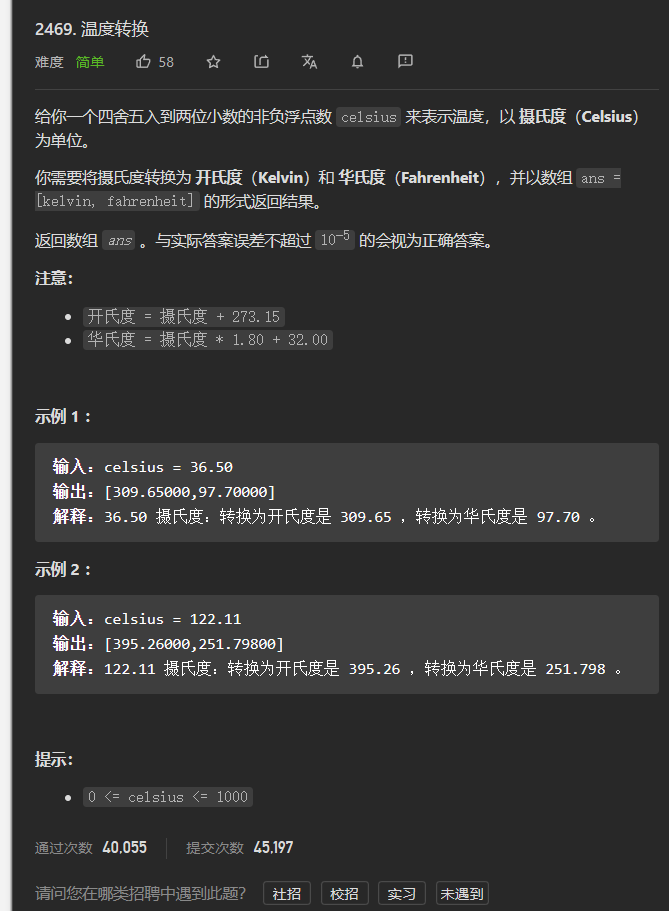 2469. 温度转换
难度 简单 58
给你一个四舍五入到两位小数的非负浮点数 celsius 来表示温度，以 摄氏度（Celsius）
为单位。
你需要将摄氏度转换为 开氏度（Kelvin）和 华氏度（Fahrenheit），并以数组 ans =
[kelvin, fahrenheit] 的形式返回结果。
返回数组 ans 。与实际答案误差不超过 10⁻⁵ 的会视为正确答案。
注意：
• 开氏度 = 摄氏度 + 273.15
• 华氏度 = 摄氏度 * 1.80 + 32.00
示例 1 ：
输入：celsius = 36.50
输出：[309.65000,97.70000]
解释：36.50 摄氏度：转换为开氏度是 309.65 ，转换为华氏度是 97.70 。
示例 2 ：
输入：celsius = 122.11
输出：[395.26000,251.79800]
解释：122.11 摄氏度：转换为开氏度是 395.26 ，转换为华氏度是 251.798 。
提示：
• 0 <= celsius <= 1000
通过次数 40,055 提交次数 45,197
请问您在哪类招聘中遇到此题？ 社招 校招 实习 未遇到